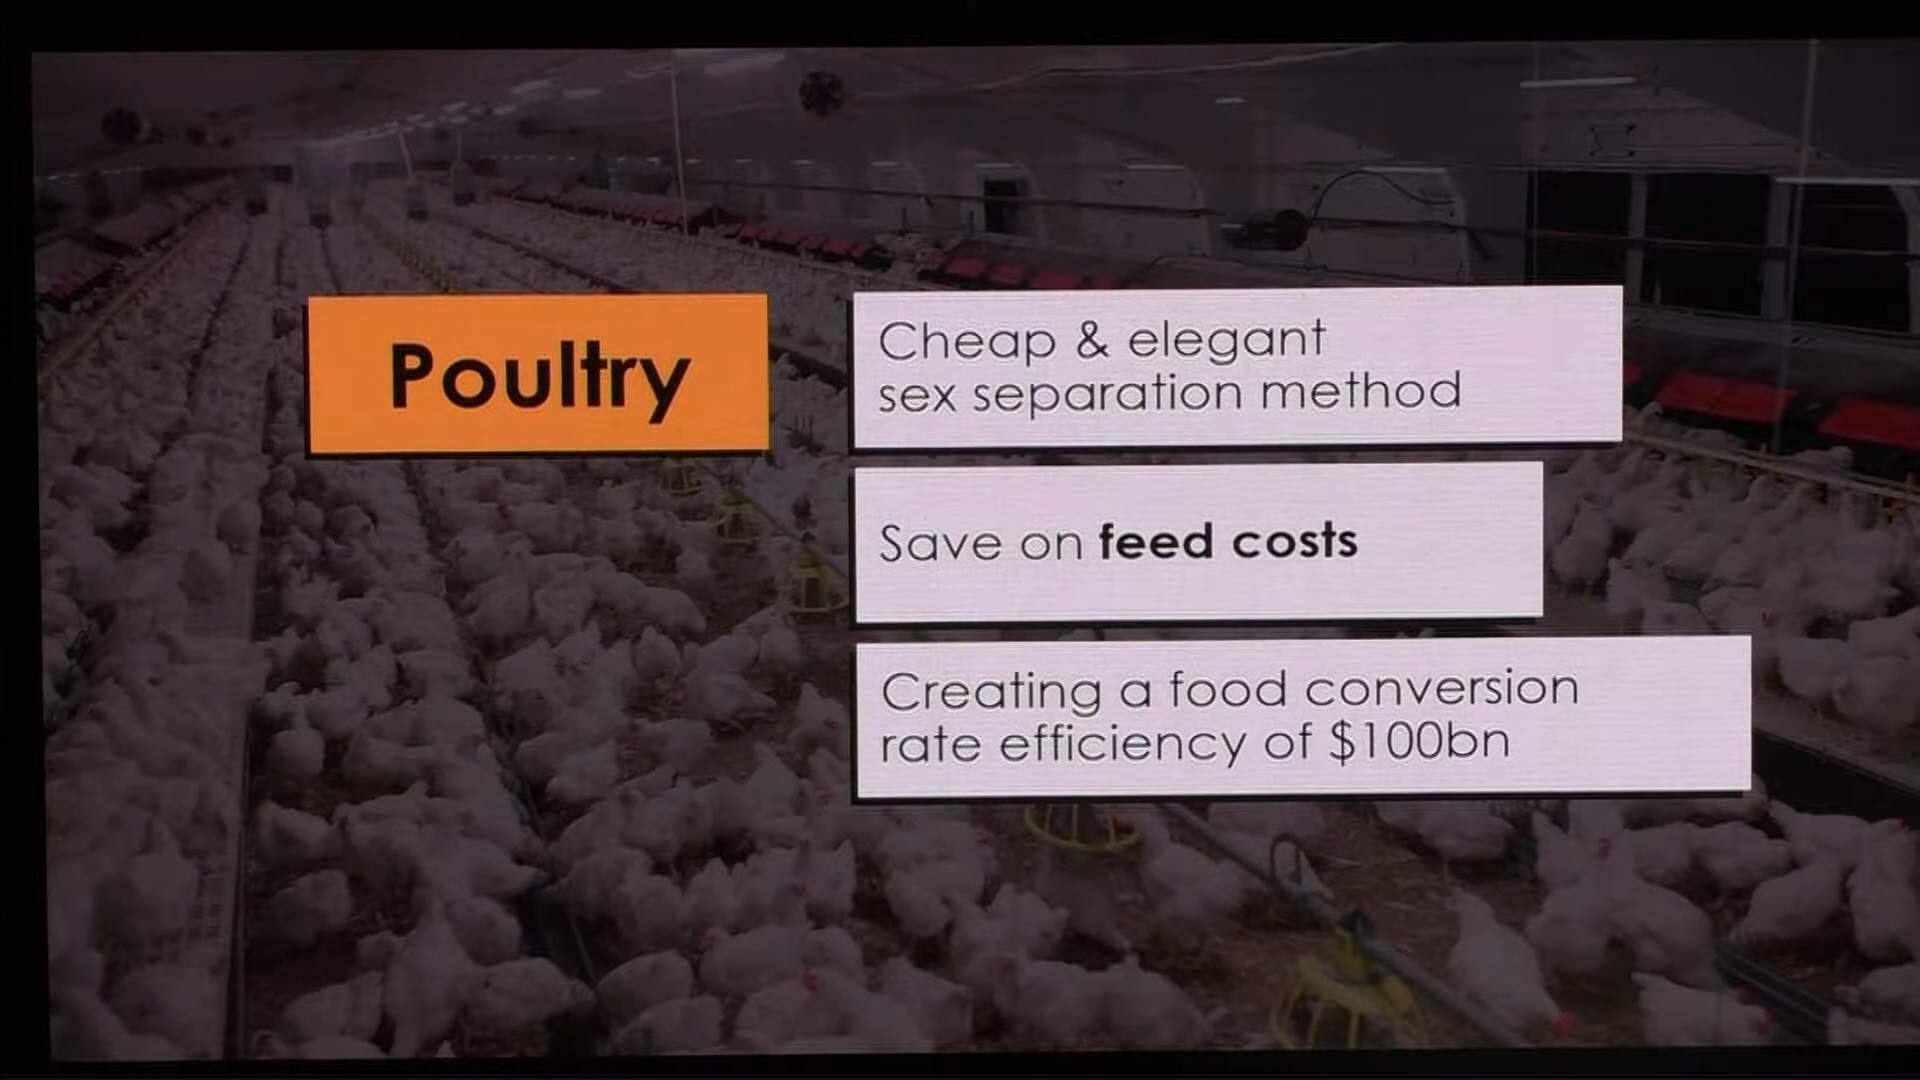 Poultry
Cheap & elegant
sex separation method
Save on feed costs
Creating a food conversion
rate efficiency of $100bn